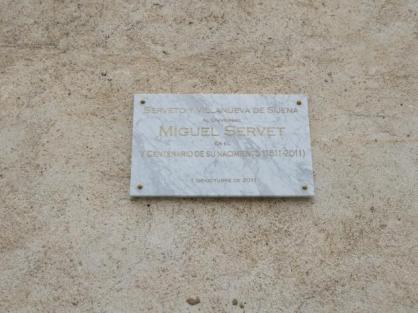 SERVETO Y VILLANUEVA DE SIJENA
AL UNIVERSAL
MIGUEL SERVET
EN EL
V CENTENARIO DE SU NACIMIENTO (1511-2011)
1 DE OCTUBRE DE 2011